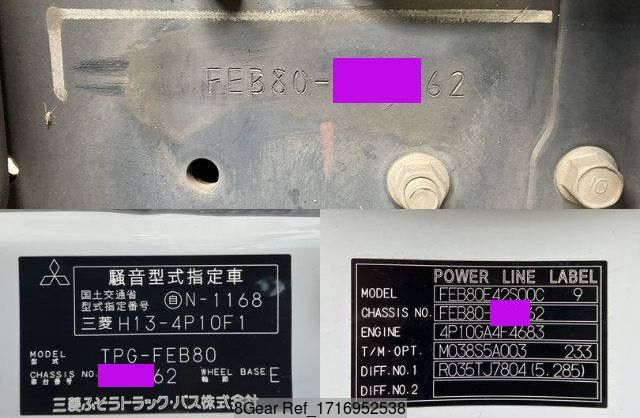 FEB80-
62
騒音型式指定車
国土交通省
型式指定番号 自N-1168
三菱 H13-4P10F1
MODEL
型式 TPG-FEB80
CHASSIS NO.
車台番号 62 WHEEL BASE
軸距 E
三菱ふそうトラック・バス株式会社
POWER LINE LABEL
MODEL FEB80E42S00C 9
CHASSIS NO. FEB80- 62
ENGINE 4P10GA4F4683
T/M·OPT. M038S5A003 233
DIFF.NO.1 R035TJ7804(5.285)
DIFF.NO.2
8Gear Ref_1716952538